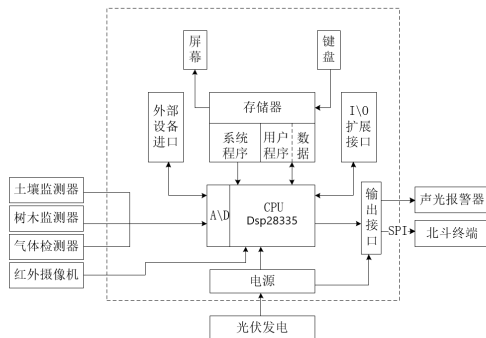 屏
幕
键
盘
外部
设备
进口
存储器
系统
程序
用户
程序
数
据
I\O
扩展
接口
土壤监测器
树木监测器
气体检测器
红外摄像机
A\D
CPU
Dsp28335
输
出
接
口
声光报警器
SPI
北斗终端
电源
光伏发电